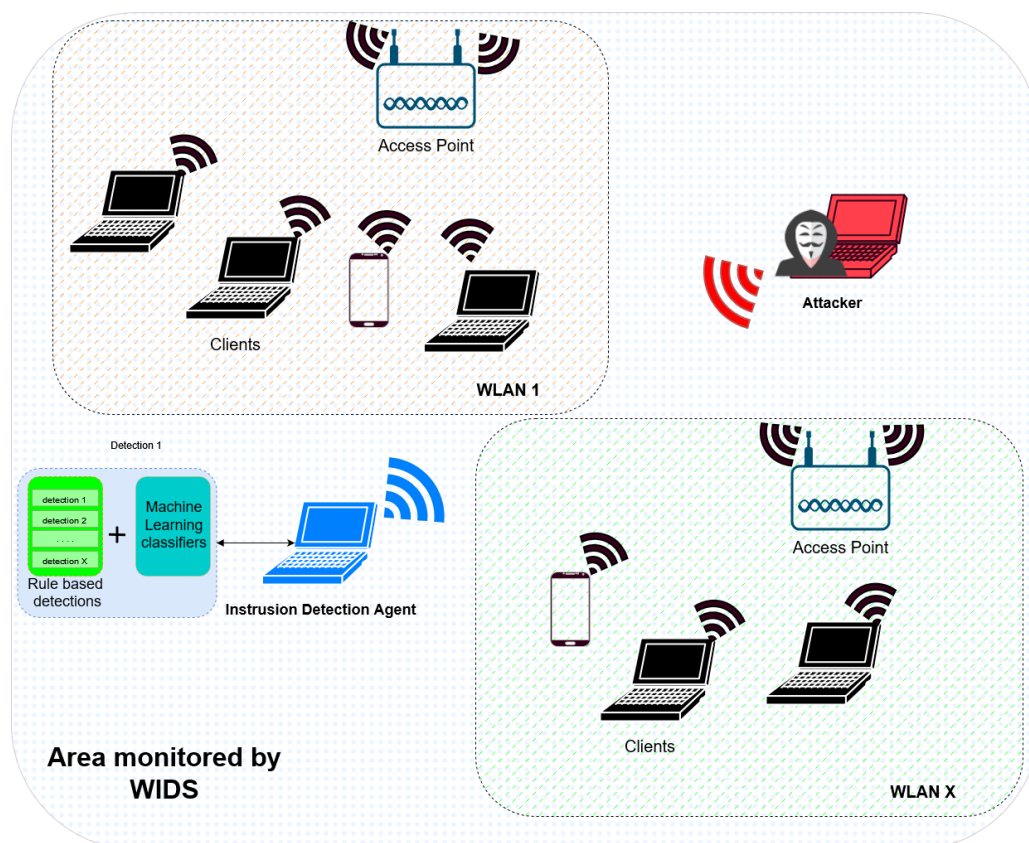 Access Point
Clients
WLAN 1
Attacker
Detection 1
detection 1
detection 2
. . . .
detection X
+
Machine
Learning
classifiers
Rule based
detections
Instrusion Detection Agent
Access Point
Clients
WLAN X
Area monitored by
WIDS